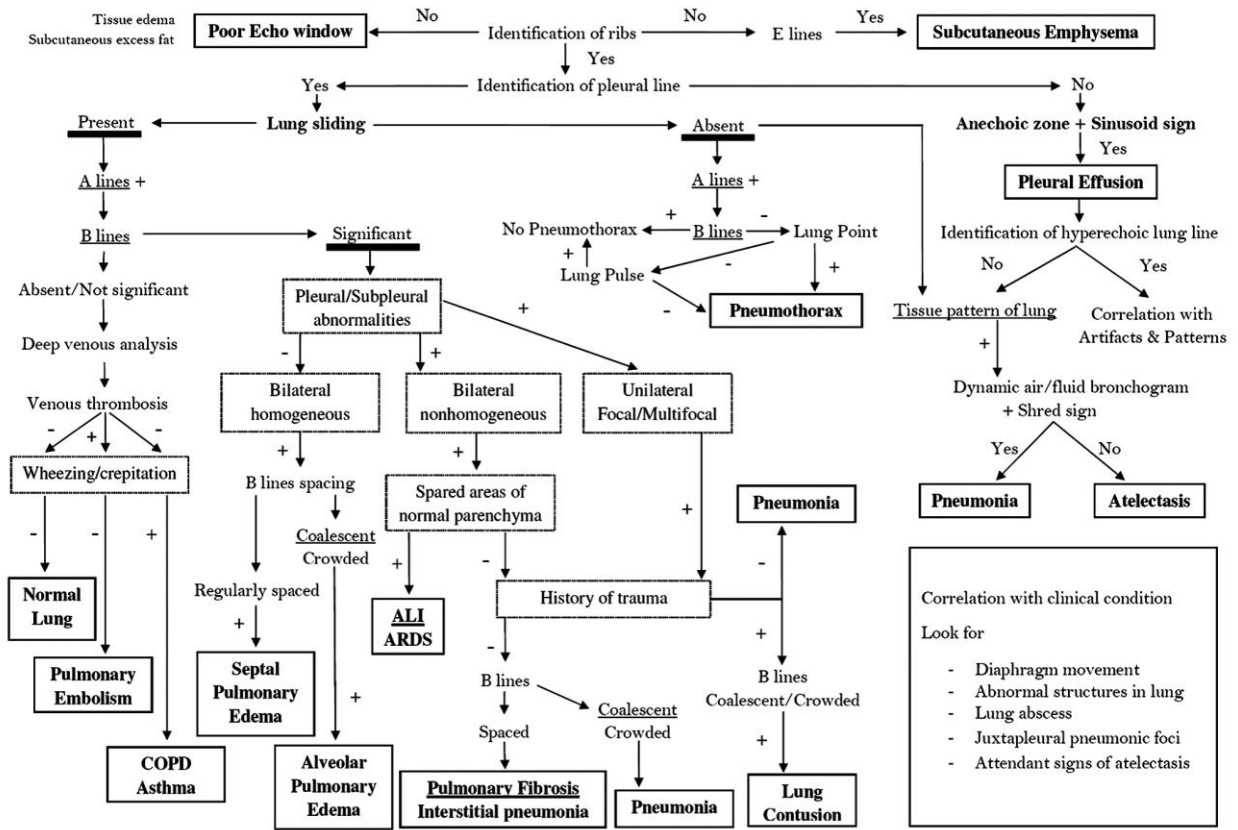 Tissue edema
Subcutaneous excess fat
Poor Echo window
No
Identification of ribs
No
E lines
Yes
Subcutaneous Emphysema
Yes
Yes
Identification of pleural line
No
Present
Lung sliding
Absent
Anechoic zone + Sinusoid sign
Yes
A lines +
A lines +
Pleural Effusion
B lines
Significant
No Pneumothorax
+
B lines
-
Lung Point
Identification of hyperechoic lung line
+
Lung Pulse
-
+
No
Yes
Absent/Not significant
Pleural/Subpleural
abnormalities
+
-
Pneumothorax
Tissue pattern of lung
Correlation with
Artifacts & Patterns
Deep venous analysis
-
+
+
Venous thrombosis
Bilateral
homogeneous
Bilateral
nonhomogeneous
Unilateral
Focal/Multifocal
Dynamic air/fluid bronchogram
+ Shred sign
-
+
-
Wheezing/crepitation
+
+
Yes
No
B lines spacing
Spared areas of
normal parenchyma
Pneumonia
Pneumonia
Atelectasis
-
-
+
Coalescent
Crowded
+
+
-
-
Normal
Lung
Regularly spaced
ALI
ARDS
History of trauma
Correlation with clinical condition
+
-
+
Look for
Pulmonary
Embolism
Septal
Pulmonary
Edema
+
B lines
B lines
Coalescent/Crowded
- Diaphragm movement
- Abnormal structures in lung
- Lung abscess
- Juxtapleural pneumonic foci
- Attendant signs of atelectasis
Spaced
Coalescent
Crowded
+
COPD
Asthma
Alveolar
Pulmonary
Edema
Pulmonary Fibrosis
Interstitial pneumonia
Pneumonia
Lung
Contusion